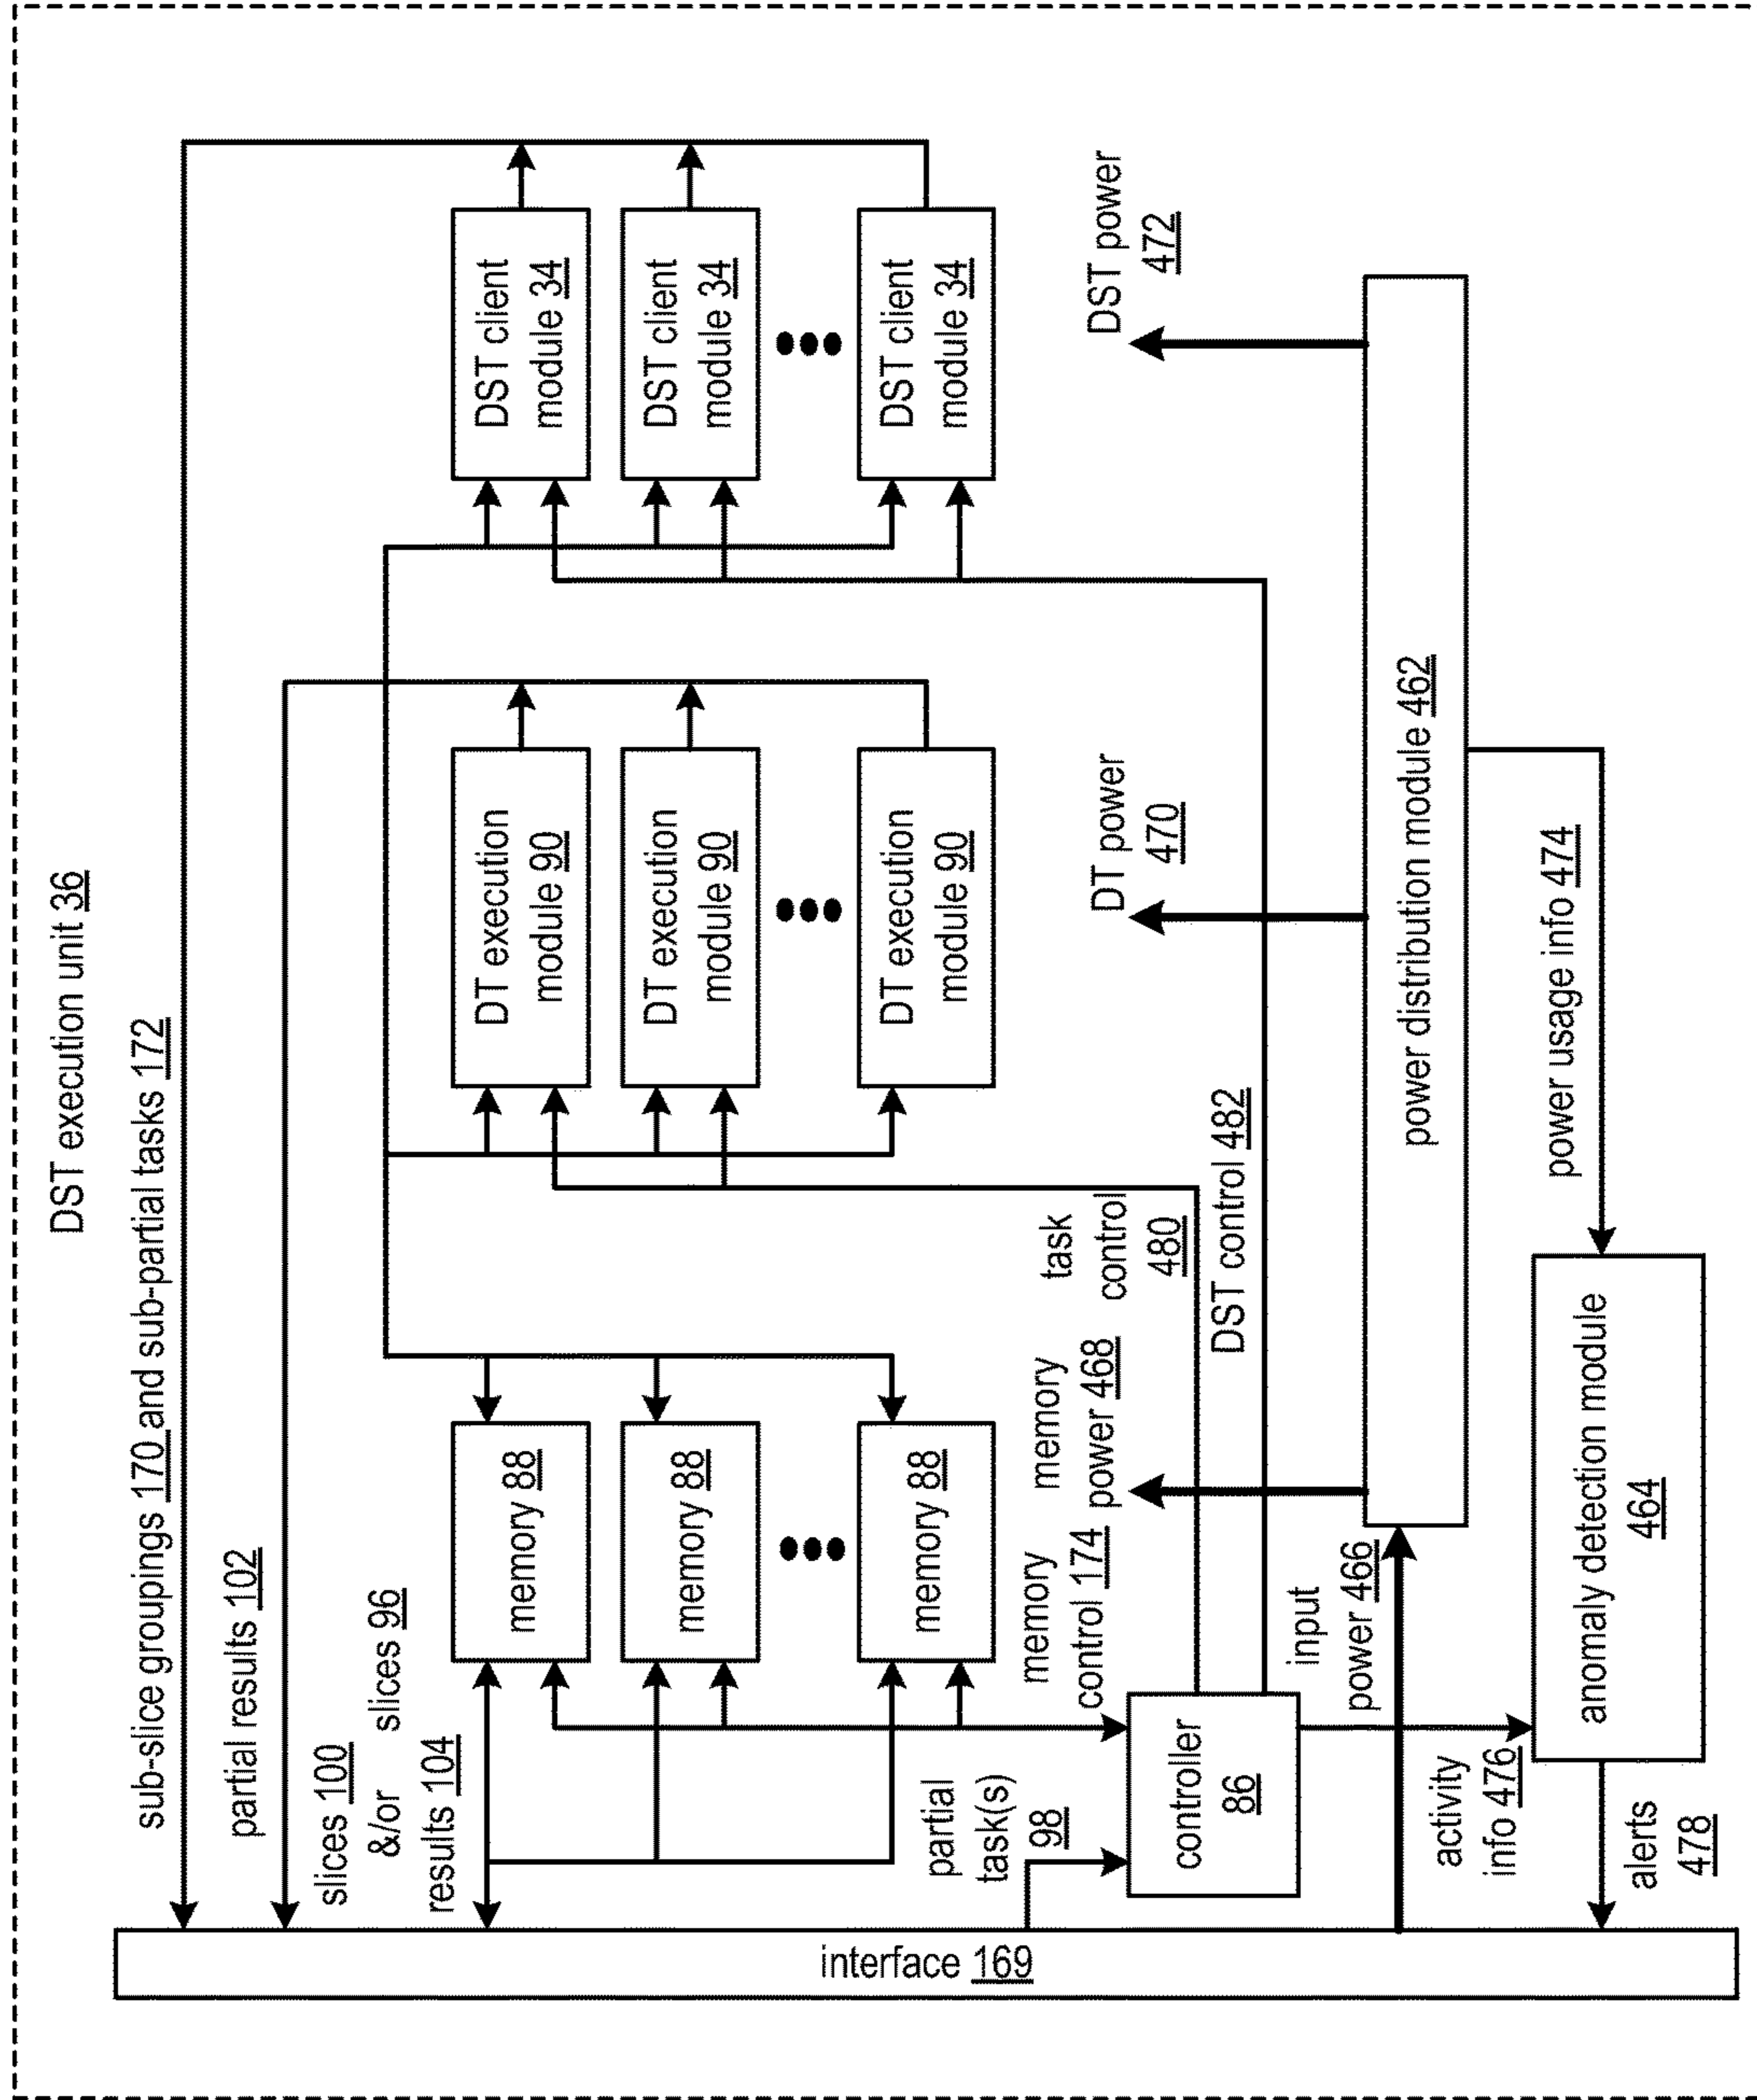 DST execution unit 36
sub-slice groupings 170 and sub-partial tasks 172
partial results 102
slices 100
&/or slices 96
results 104
memory 88
memory 88
memory 88
DT execution
module 90
DT execution
module 90
DT execution
module 90
DST client
module 34
DST client
module 34
DST client
module 34
interface 169
partial
task(s)
98
controller
86
memory
control 174
memory
power 468
task
control
480
DST control 482
DT power
470
DST power
472
input
power 466
power distribution module 462
activity
info 476
power usage info 474
anomaly detection module
464
alerts
478